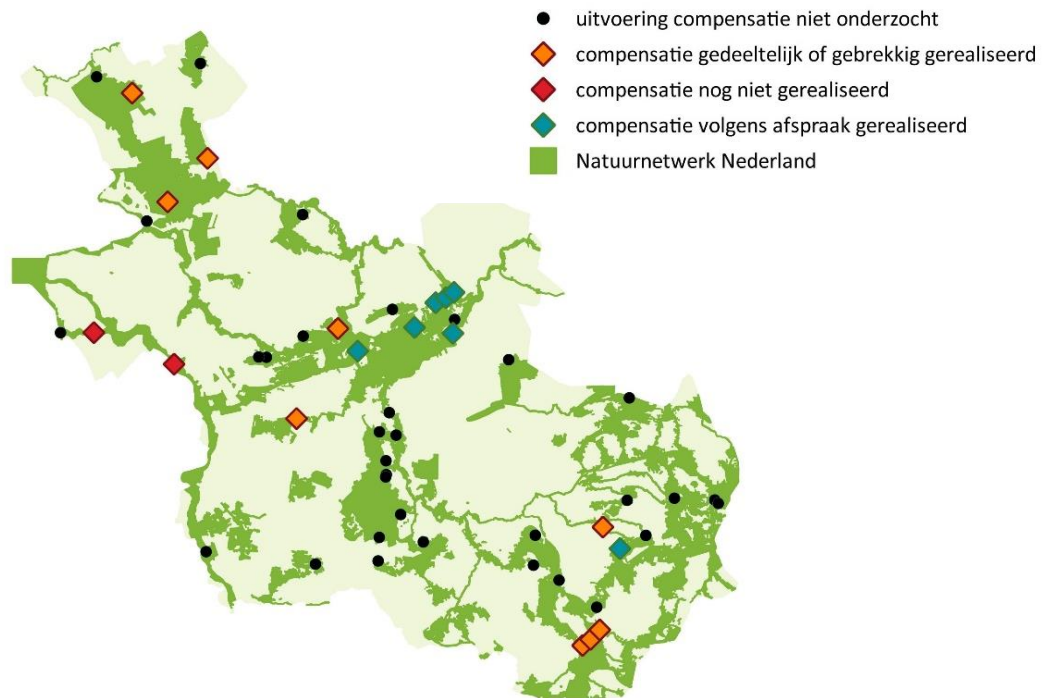 uitvoering compensatie niet onderzocht
compensatie gedeeltelijk of gebrekkig gerealiseerd
compensatie nog niet gerealiseerd
compensatie volgens afspraak gerealiseerd
Natuurnetwerk Nederland